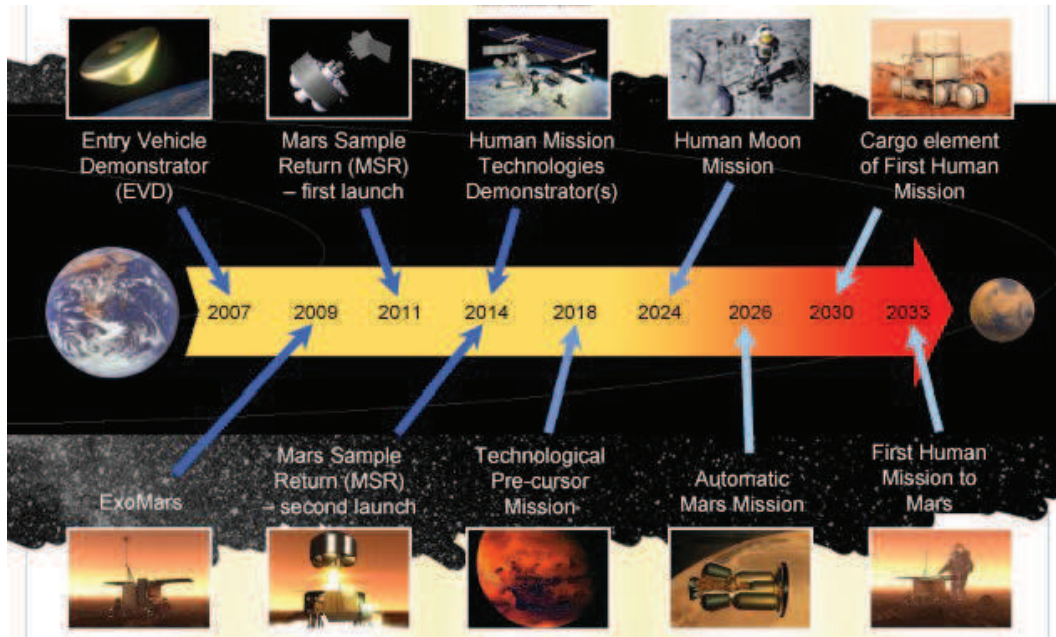 Entry Vehicle
Demonstrator
(EVD)
Mars Sample
Return (MSR)
– first launch
Human Mission
Technologies
Demonstrator(s)
Human Moon
Mission
Cargo element
of First Human
Mission
2007 2009 2011 2014 2018 2024 2026 2030 2033
ExoMars
Mars Sample
Return (MSR)
– second launch
Technological
Pre-cursor
Mission
Automatic
Mars Mission
First Human
Mission to
Mars